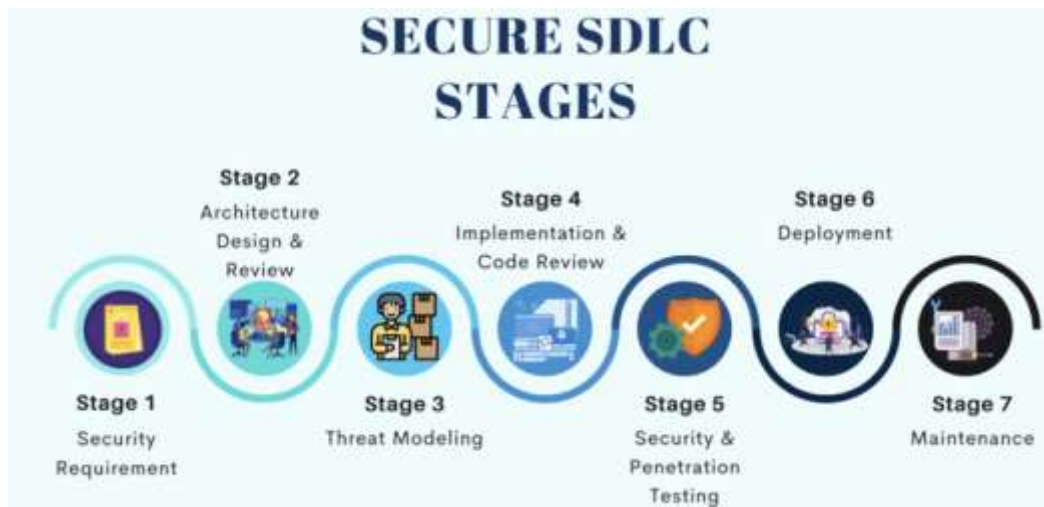 SECURE SDLC
STAGES
Stage 1
Security
Requirement
Stage 2
Architecture
Design &
Review
Stage 3
Threat Modeling
Stage 4
Implementation &
Code Review
Stage 5
Security &
Penetration
Testing
Stage 6
Deployment
Stage 7
Maintenance